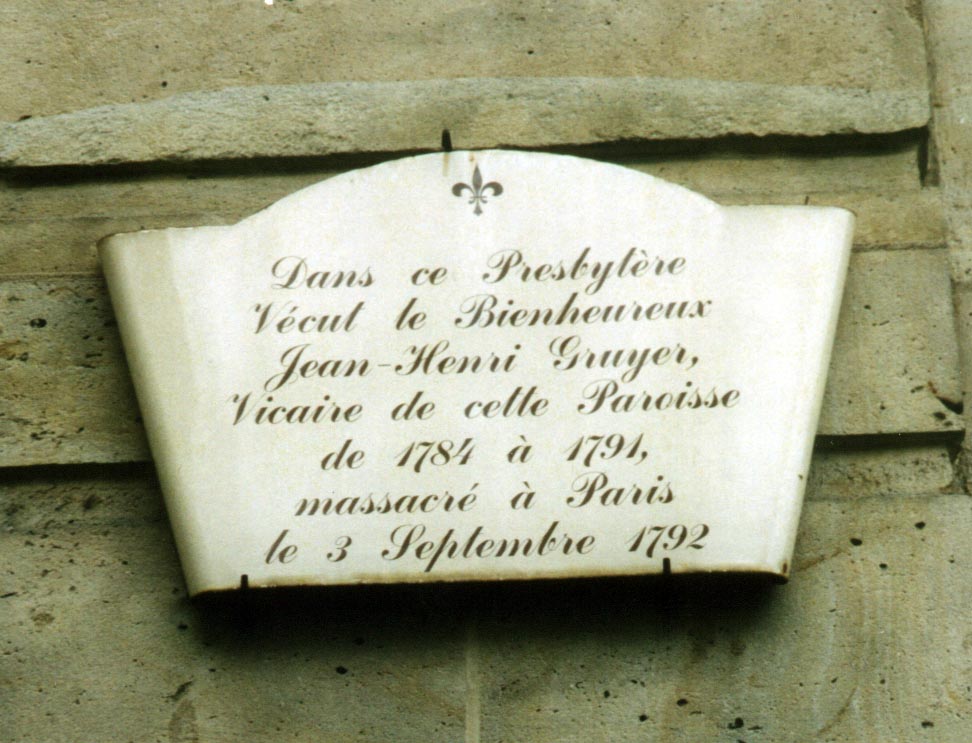 Dans ce Presbytère
Vécut le Bienheureux
Jean-Henri Gruyer,
Vicaire de cette Paroisse
de 1784 à 1791,
massacré à Paris
le 3 Septembre 1792